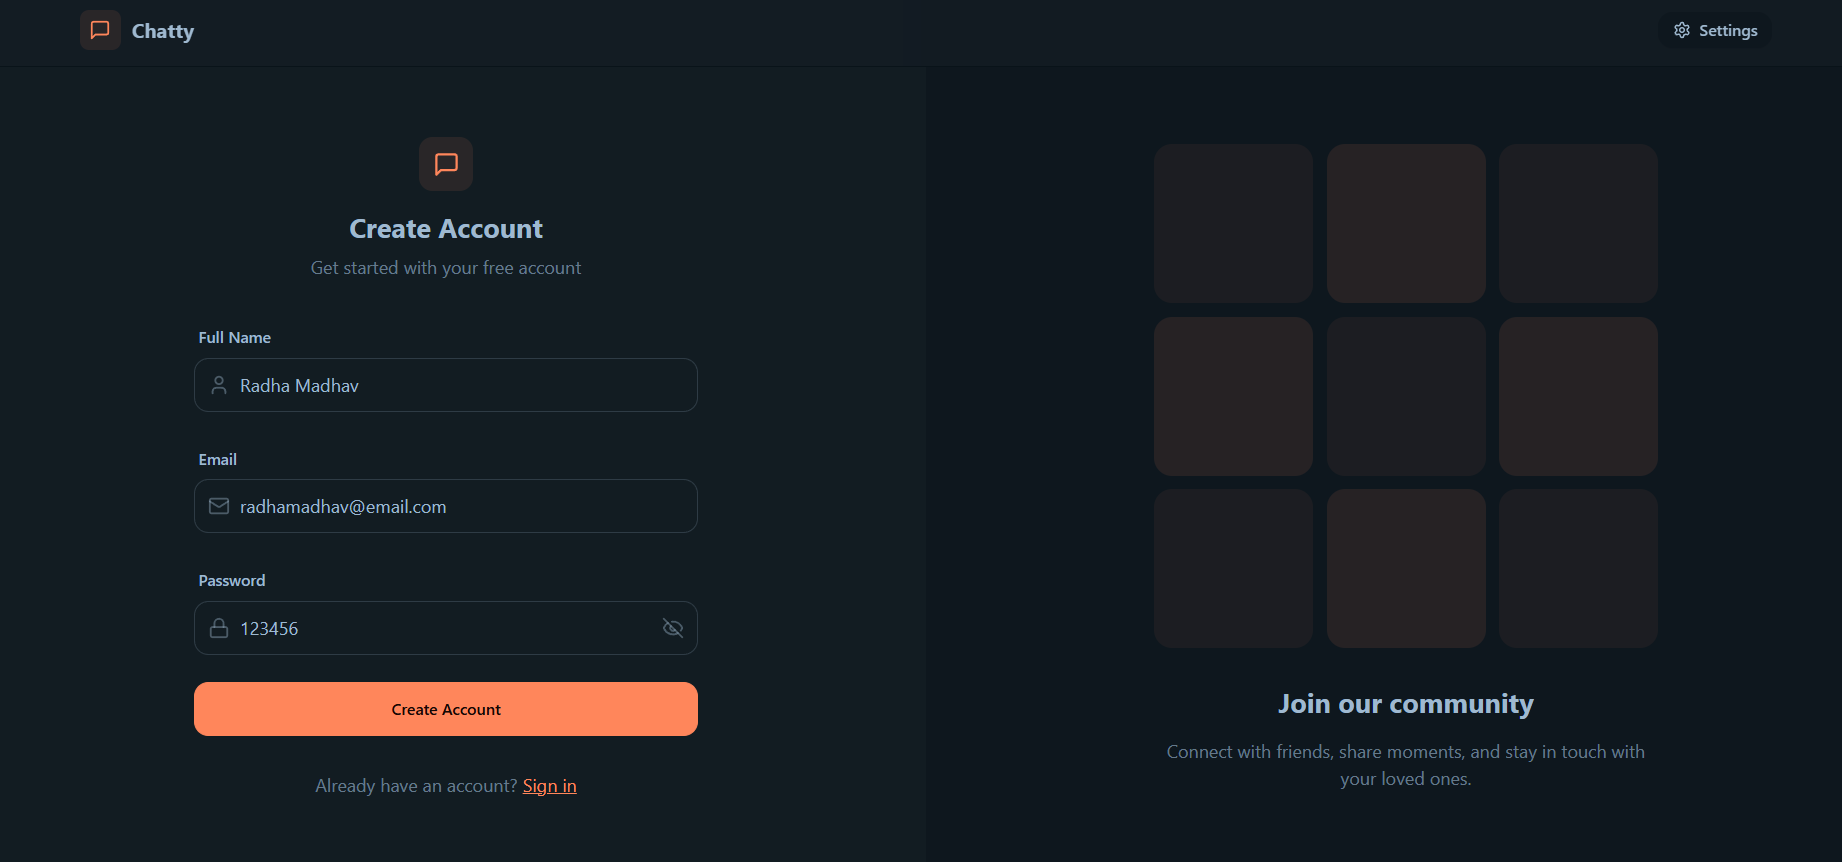 Chatty
Settings
Create Account
Get started with your free account
Full Name
Radha Madhav
Email
radhamadhav@email.com
Password
123456
Create Account
Already have an account? Sign in
Join our community
Connect with friends, share moments, and stay in touch with
your loved ones.